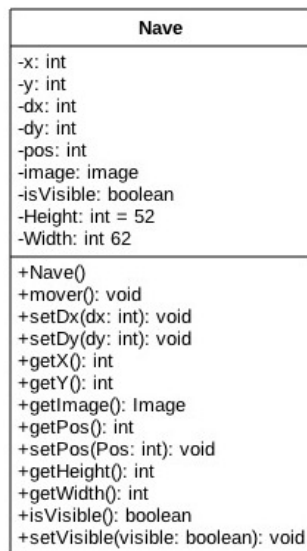 Nave
-x: int
-y: int
-dx: int
-dy: int
-pos: int
-image: image
-isVisible: boolean
-Height: int = 52
-Width: int 62
+Nave()
+mover(): void
+setDx(dx: int): void
+setDy(dy: int): void
+getX(): int
+getY(): int
+getImage(): Image
+getPos(): int
+setPos(Pos: int): void
+getHeight(): int
+getWidth(): int
+isVisible(): boolean
+setVisible(visible: boolean): void